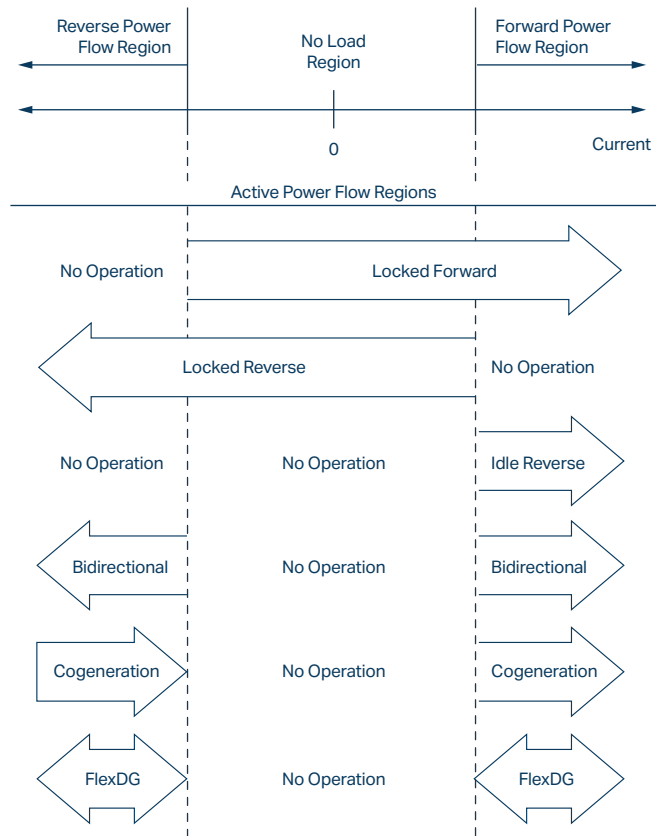 Reverse Power
Flow Region
No Load
Region
Forward Power
Flow Region
0
Current
Active Power Flow Regions
No Operation
Locked Forward
Locked Reverse
No Operation
No Operation
No Operation
Idle Reverse
Bidirectional
No Operation
Bidirectional
Cogeneration
No Operation
Cogeneration
FlexDG
No Operation
FlexDG